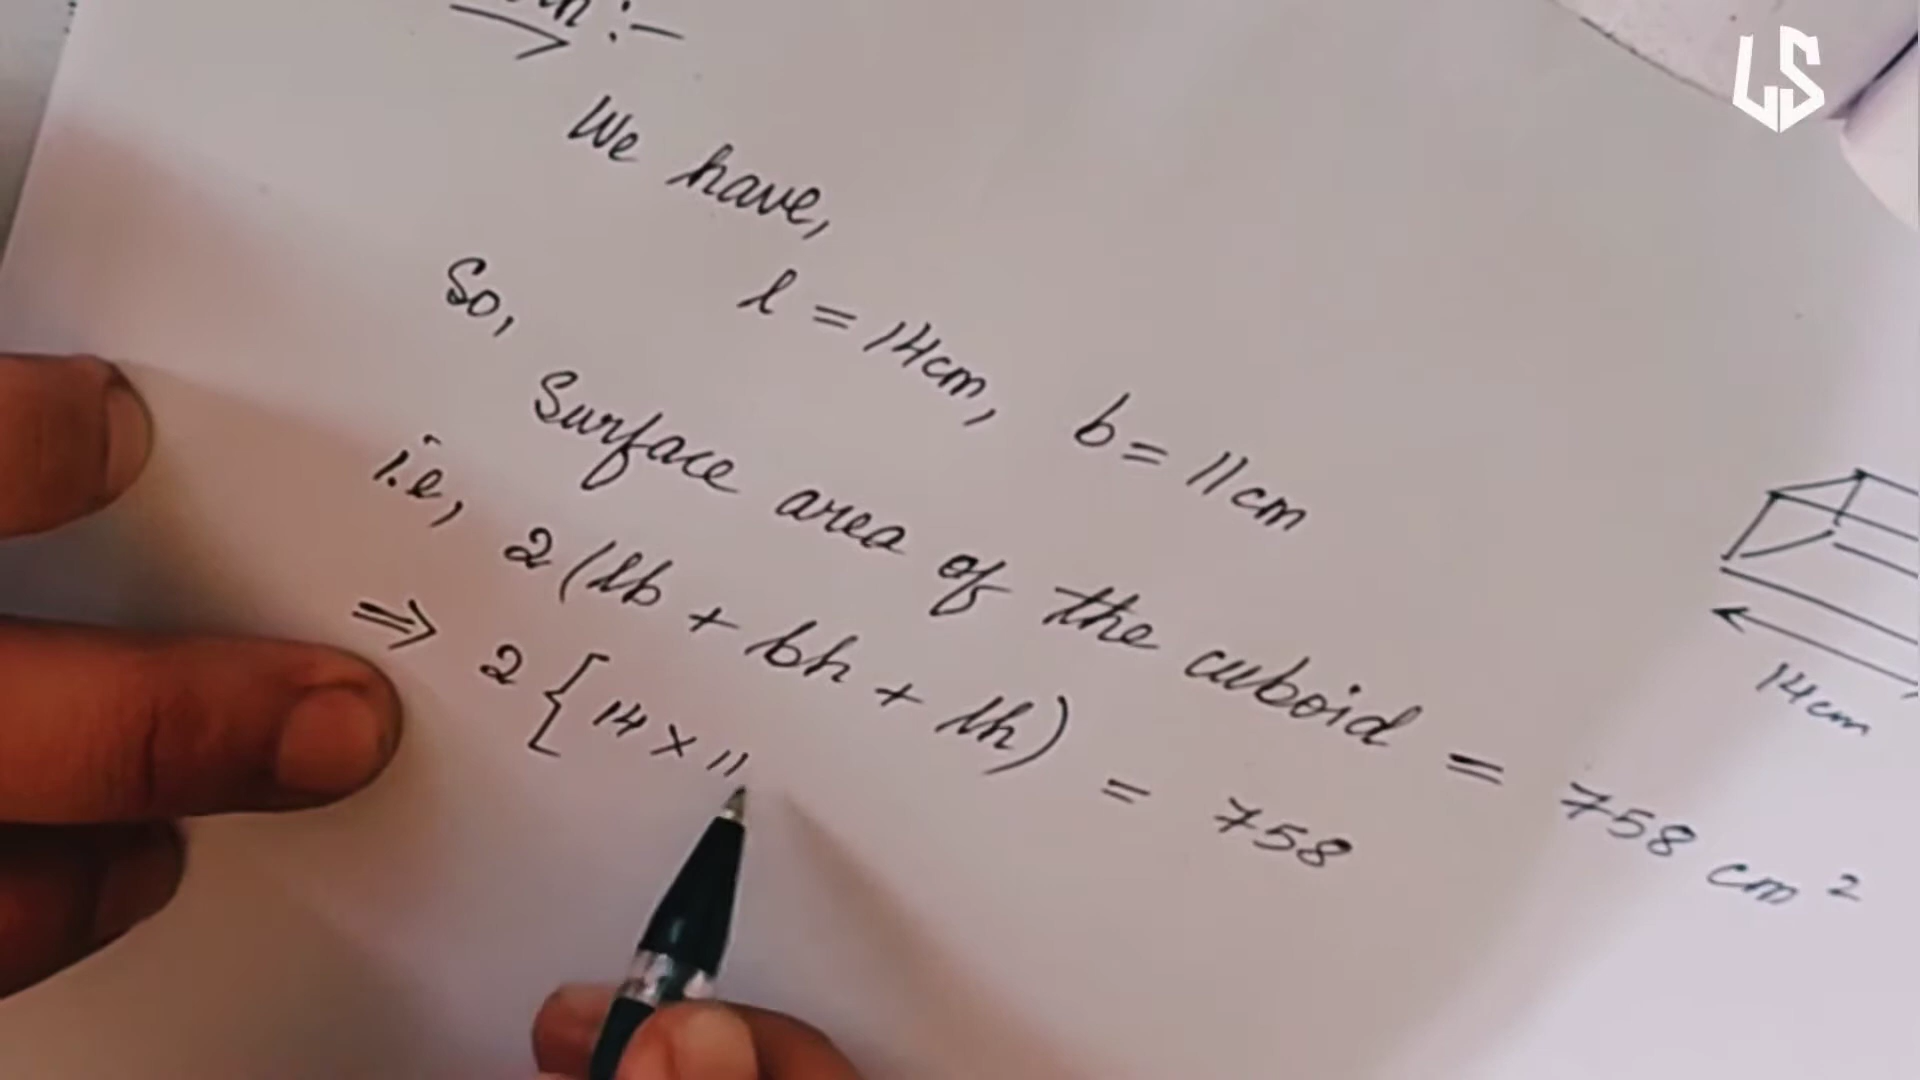 We have,
l = 14cm, b = 11cm
So,
Surface area of the cuboid = 758 cm²
i.e, 2(lb + bh + lh) = 758
⇒ 2 { 14 × 11
14cm
LS